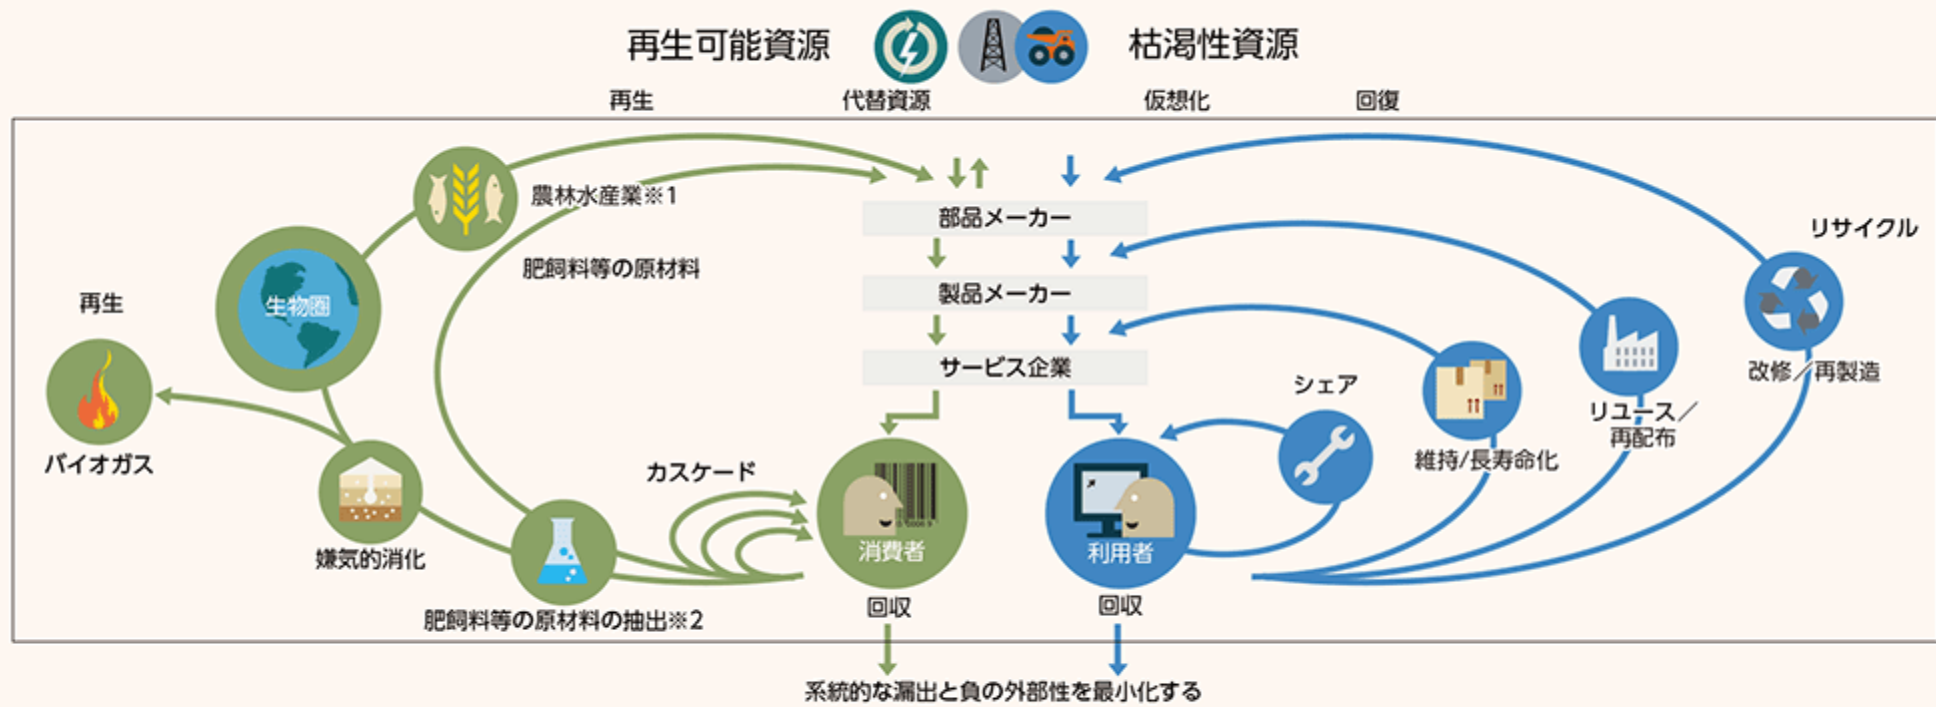 再生可能資源
枯渇性資源
再生
代替資源
仮想化
回復
農林水産業※1
肥飼料等の原材料
部品メーカー
製品メーカー
サービス企業
生物圏
再生
バイオガス
嫌気的消化
肥飼料等の原材料の抽出※2
カスケード
消費者
回収
利用者
回収
シェア
維持/長寿命化
リユース／
再配布
リサイクル
改修／再製造
系統的な漏出と負の外部性を最小化する